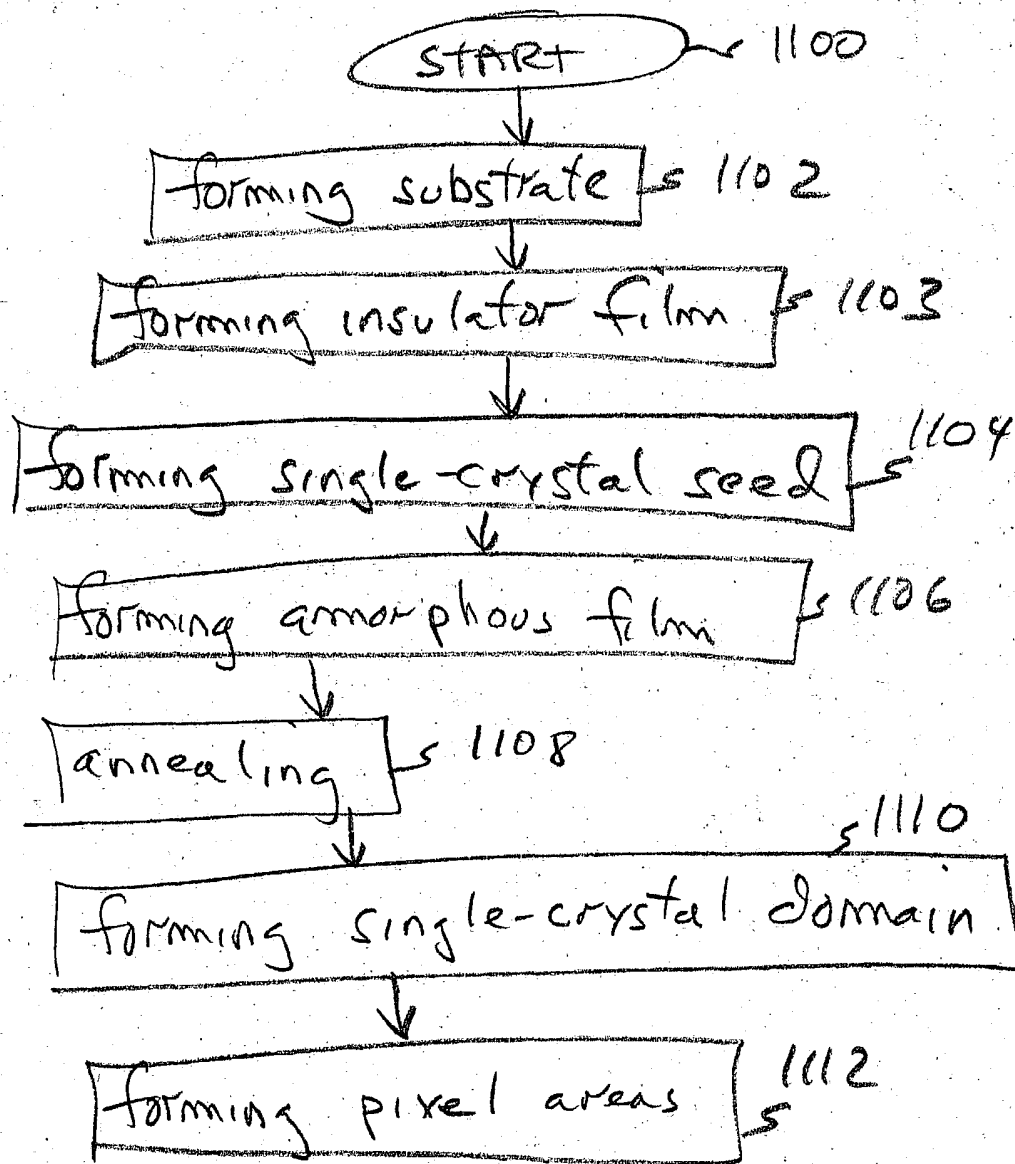 START 1100
forming substrate 1102
forming insulator film 1103
forming single-crystal seed 1104
forming amorphous film 1106
annealing 1108
1110
forming single-crystal domain
forming pixel areas 1112